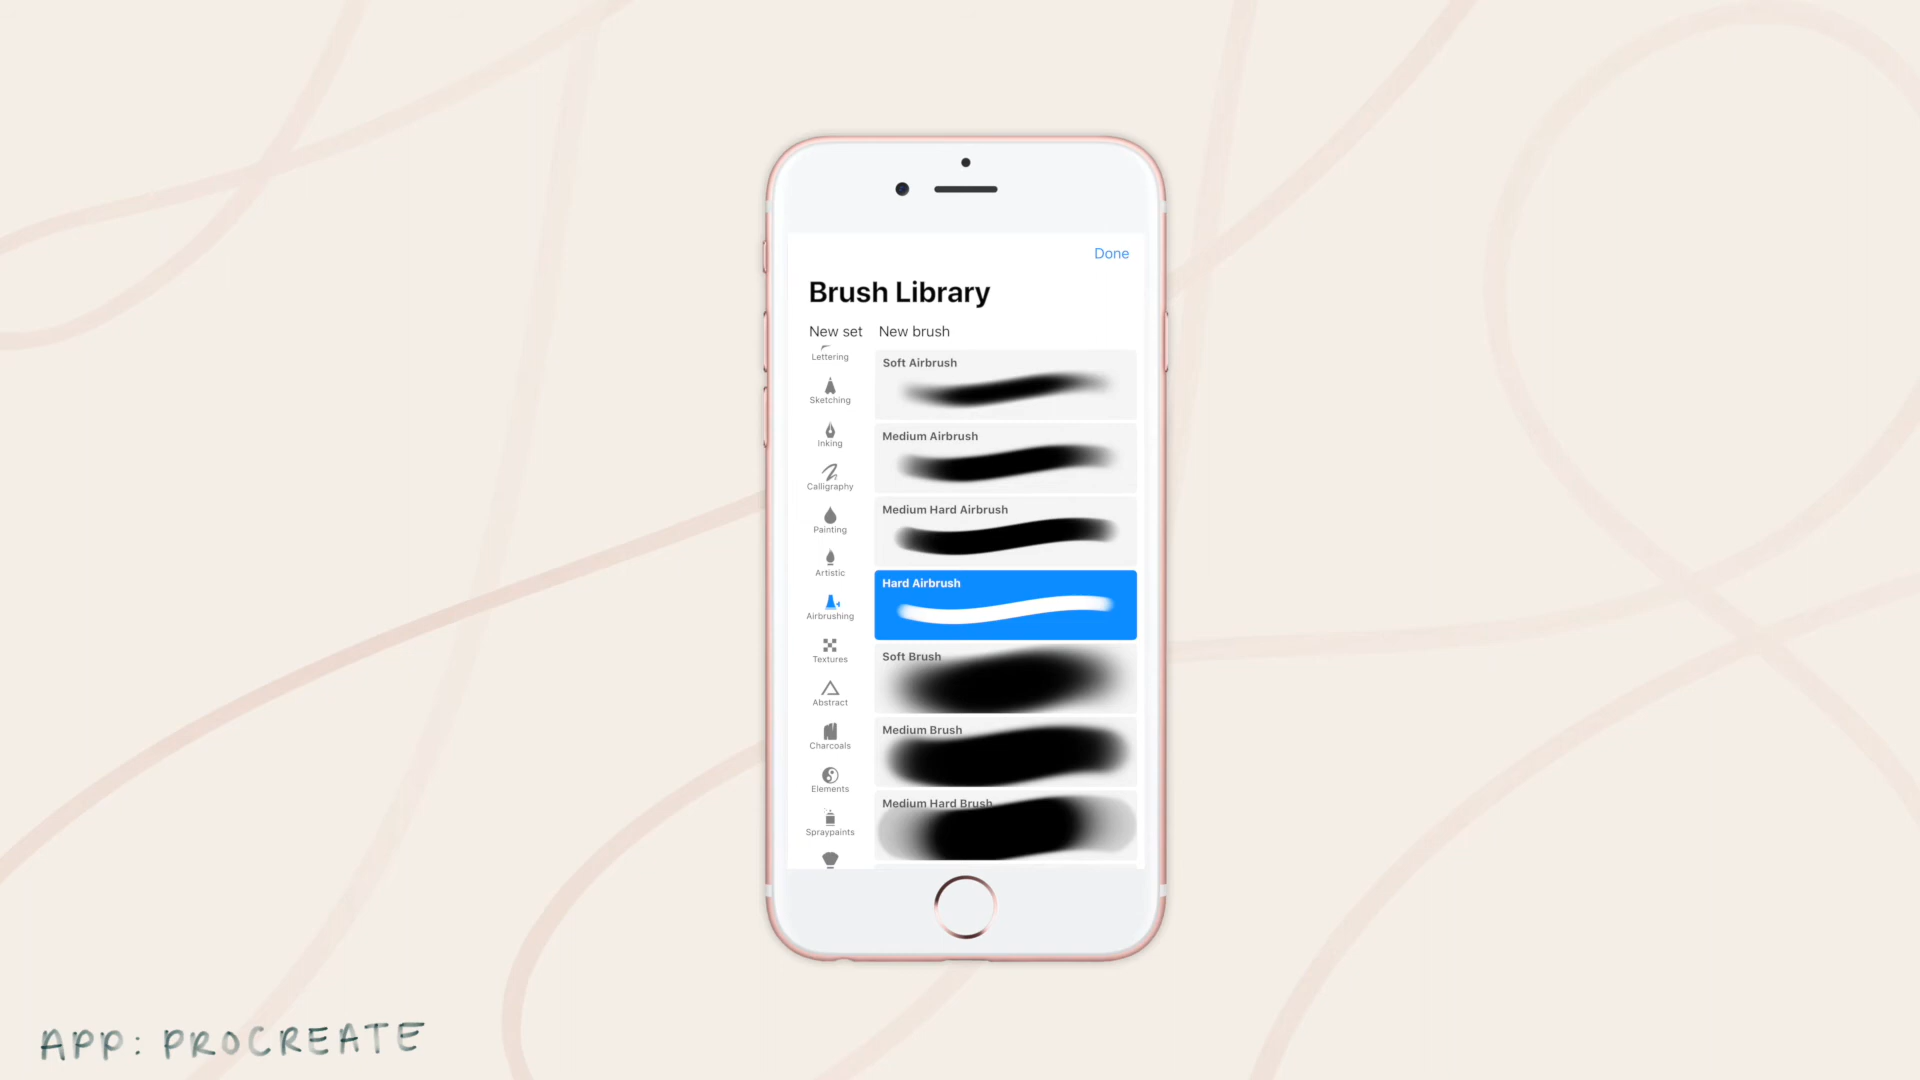 Done
Brush Library
New set New brush
Lettering
Sketching
Inking
Calligraphy
Painting
Artistic
Airbrushing
Textures
Abstract
Charcoals
Elements
Spraypaints
Soft Airbrush
Medium Airbrush
Medium Hard Airbrush
Hard Airbrush
Soft Brush
Medium Brush
Medium Hard Brush
APP: PROCREATE